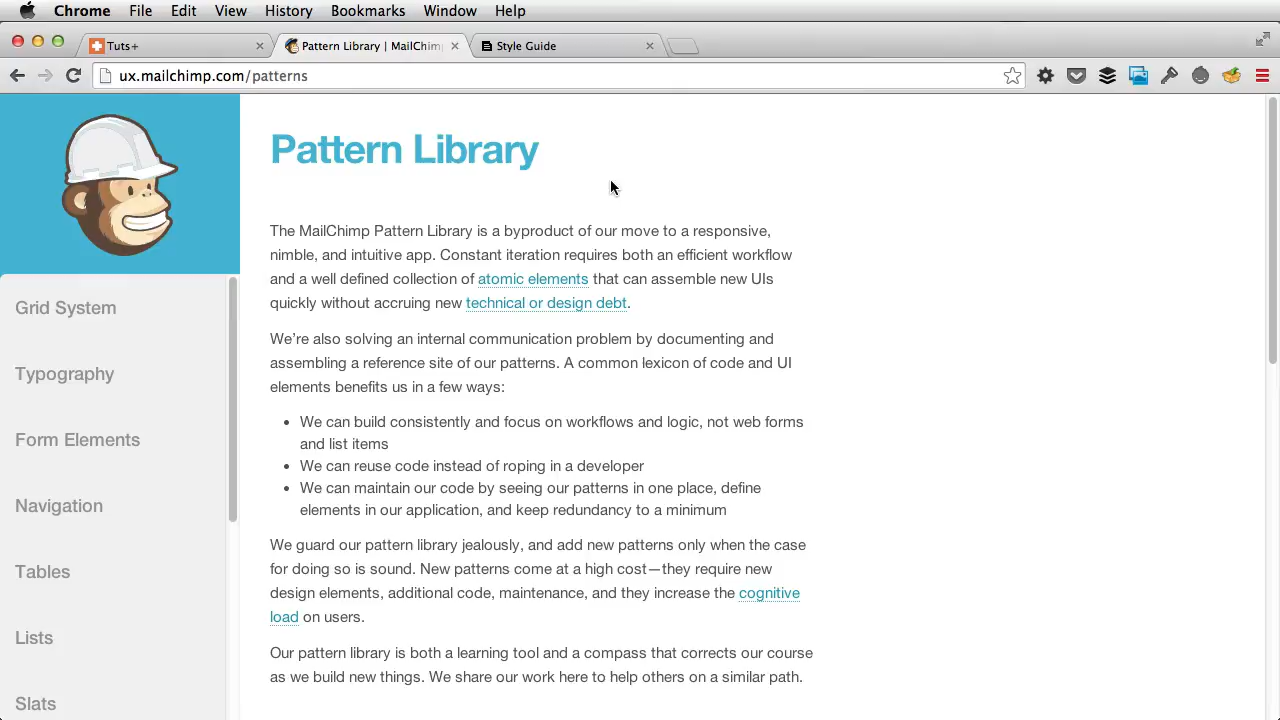 Chrome File Edit View History Bookmarks Window Help
Tuts+
Pattern Library | MailChimp
Style Guide
ux.mailchimp.com/patterns
Pattern Library
The MailChimp Pattern Library is a byproduct of our move to a responsive,
nimble, and intuitive app. Constant iteration requires both an efficient workflow
and a well defined collection of atomic elements that can assemble new UIs
quickly without accruing new technical or design debt.
We're also solving an internal communication problem by documenting and
assembling a reference site of our patterns. A common lexicon of code and UI
elements benefits us in a few ways:
• We can build consistently and focus on workflows and logic, not web forms
and list items
• We can reuse code instead of roping in a developer
• We can maintain our code by seeing our patterns in one place, define
elements in our application, and keep redundancy to a minimum
We guard our pattern library jealously, and add new patterns only when the case
for doing so is sound. New patterns come at a high cost—they require new
design elements, additional code, maintenance, and they increase the cognitive
load on users.
Our pattern library is both a learning tool and a compass that corrects our course
as we build new things. We share our work here to help others on a similar path.
Grid System
Typography
Form Elements
Navigation
Tables
Lists
Slats